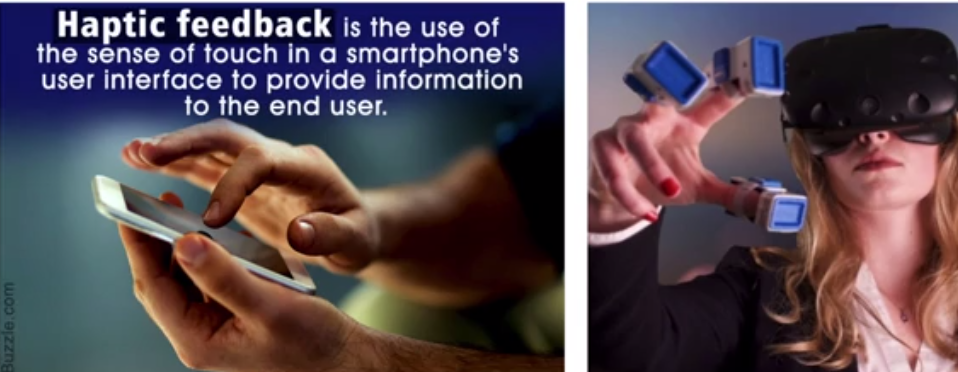 Haptic feedback is the use of
the sense of touch in a smartphone's
user interface to provide information
to the end user.
Buzzle.com